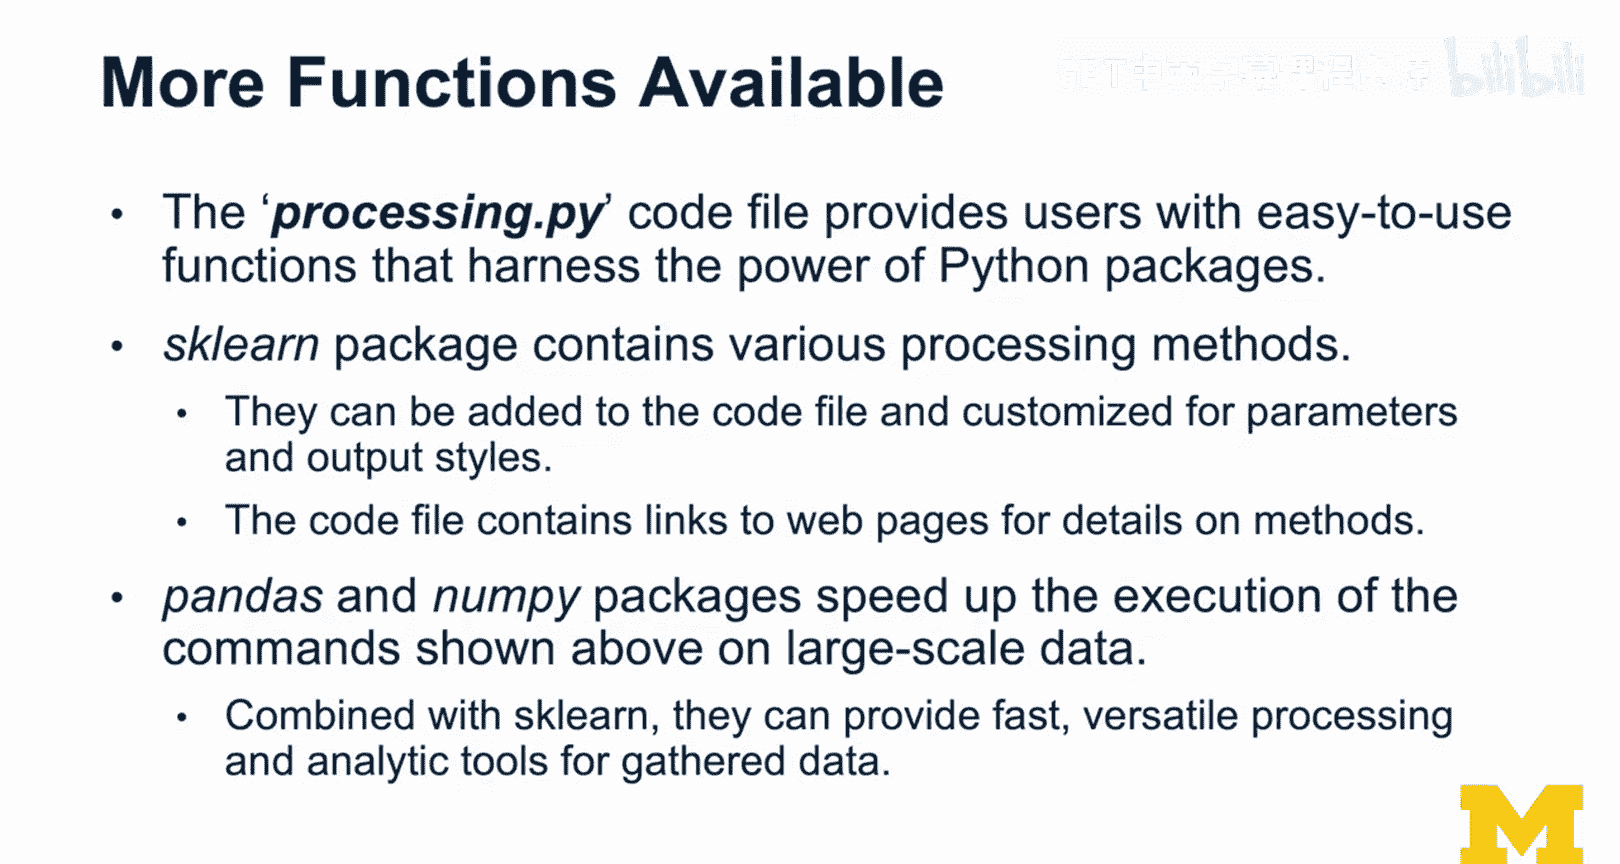 More Functions Available
bilibili
• The ‘processing.py’ code file provides users with easy-to-use
functions that harness the power of Python packages.
• sklearn package contains various processing methods.
• They can be added to the code file and customized for parameters
and output styles.
• The code file contains links to web pages for details on methods.
• pandas and numpy packages speed up the execution of the
commands shown above on large-scale data.
• Combined with sklearn, they can provide fast, versatile processing
and analytic tools for gathered data.
M